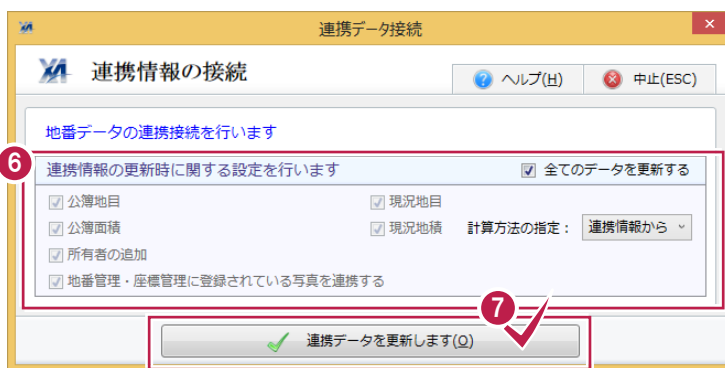 連携データ接続
連携情報の接続
ヘルプ(H) 中止(ESC)
地番データの連携接続を行います
6
連携情報の更新時に関する設定を行います 全てのデータを更新する
公簿地目 現況地目
公簿面積 現況地積 計算方法の指定： 連携情報から
所有者の追加
地番管理・座標管理に登録されている写真を連携する
7
連携データを更新します(O)